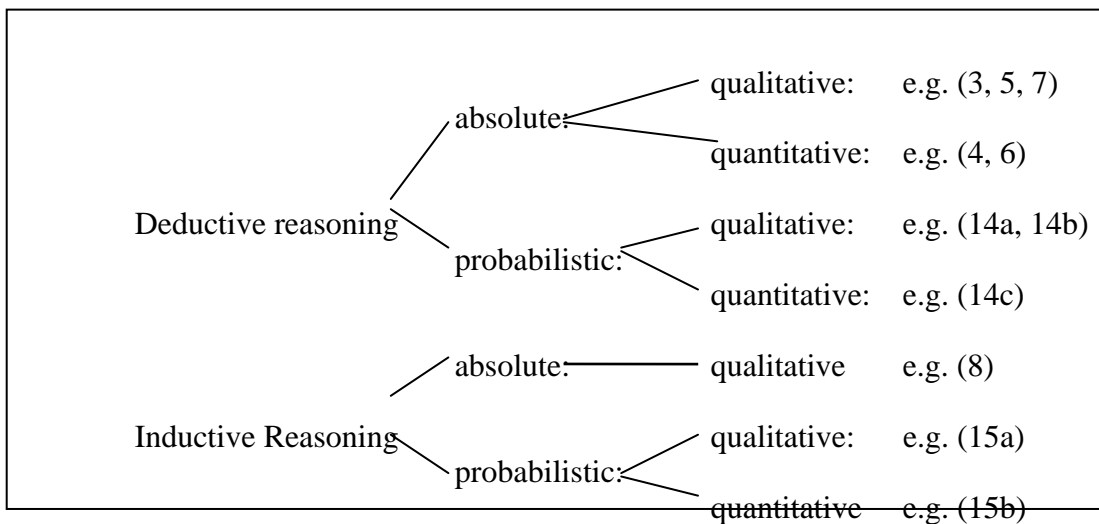 qualitative: e.g. (3, 5, 7)
absolute:
quantitative: e.g. (4, 6)
Deductive reasoning
qualitative: e.g. (14a, 14b)
probabilistic:
quantitative: e.g. (14c)
absolute: qualitative e.g. (8)
Inductive Reasoning
qualitative: e.g. (15a)
probabilistic:
quantitative e.g. (15b)